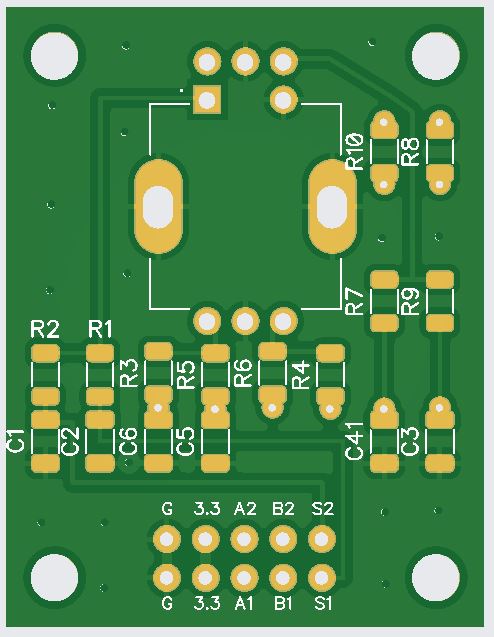 R10 R8
R7 R9
R2 R1
R3 R5 R6 R4
C1 C2 C6 C5 C41 C3
G 3.3 A2 B2 S2
G 3.3 A1 B1 S1